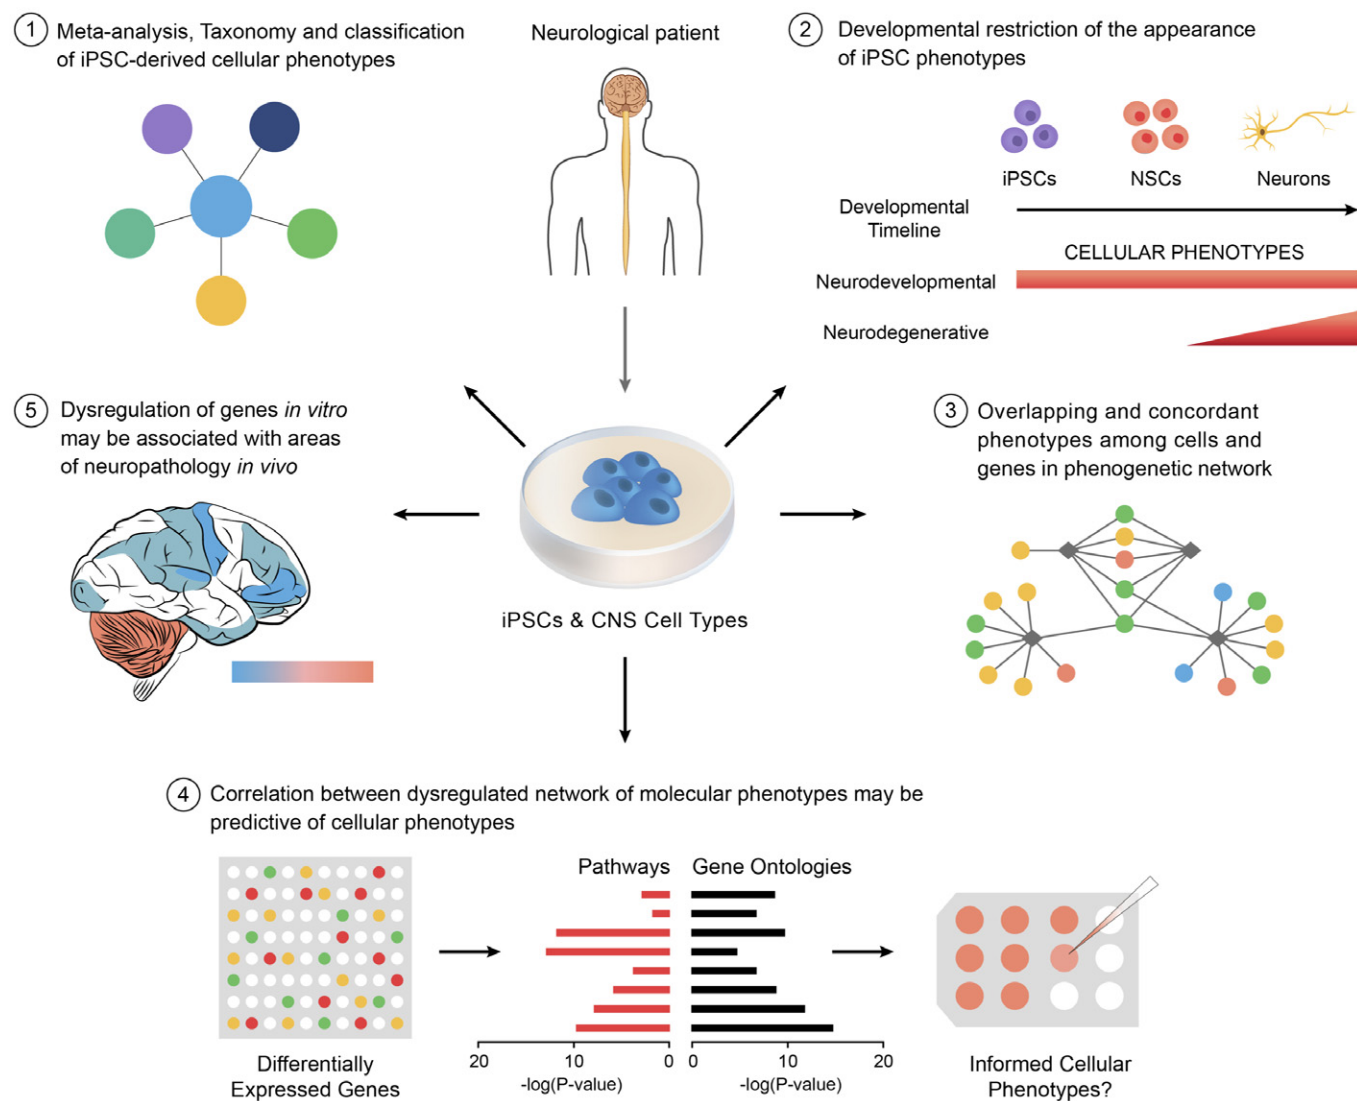 1 Meta-analysis, Taxonomy and classification
of iPSC-derived cellular phenotypes
Neurological patient
2 Developmental restriction of the appearance
of iPSC phenotypes
iPSCs NSCs Neurons
Developmental
Timeline
CELLULAR PHENOTYPES
Neurodevelopmental
Neurodegenerative
5 Dysregulation of genes in vitro
may be associated with areas
of neuropathology in vivo
iPSCs & CNS Cell Types
3 Overlapping and concordant
phenotypes among cells and
genes in phenogenetic network
4 Correlation between dysregulated network of molecular phenotypes may be
predictive of cellular phenotypes
Differentially
Expressed Genes
Pathways
20 10 0
-log(P-value)
Gene Ontologies
0 10 20
-log(P-value)
Informed Cellular
Phenotypes?